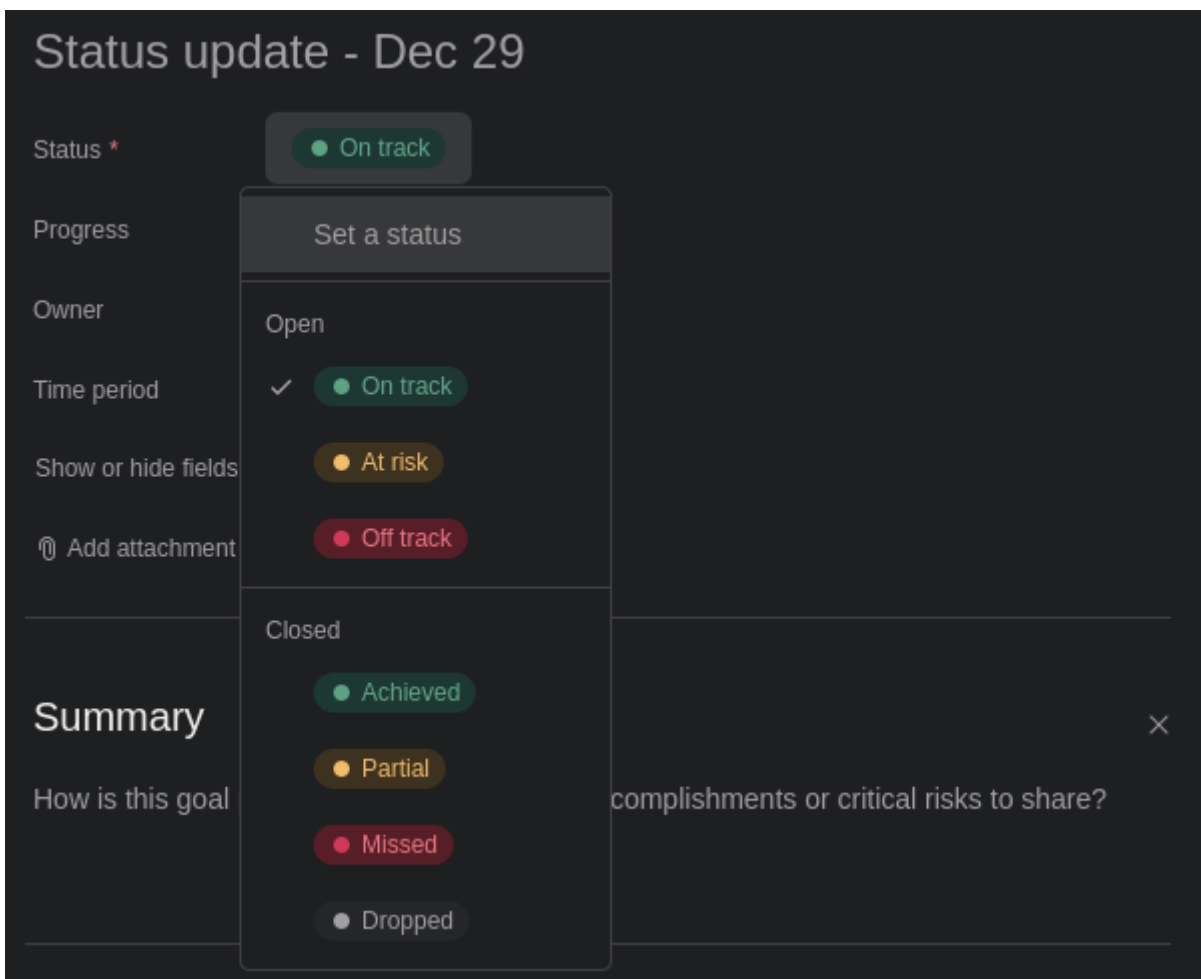 Status update - Dec 29
Status *
On track
Progress
Set a status
Owner
Open
Time period
On track
Show or hide fields
At risk
Add attachment
Off track
Closed
Achieved
Summary
Partial
How is this goal
complishments or critical risks to share?
Missed
Dropped